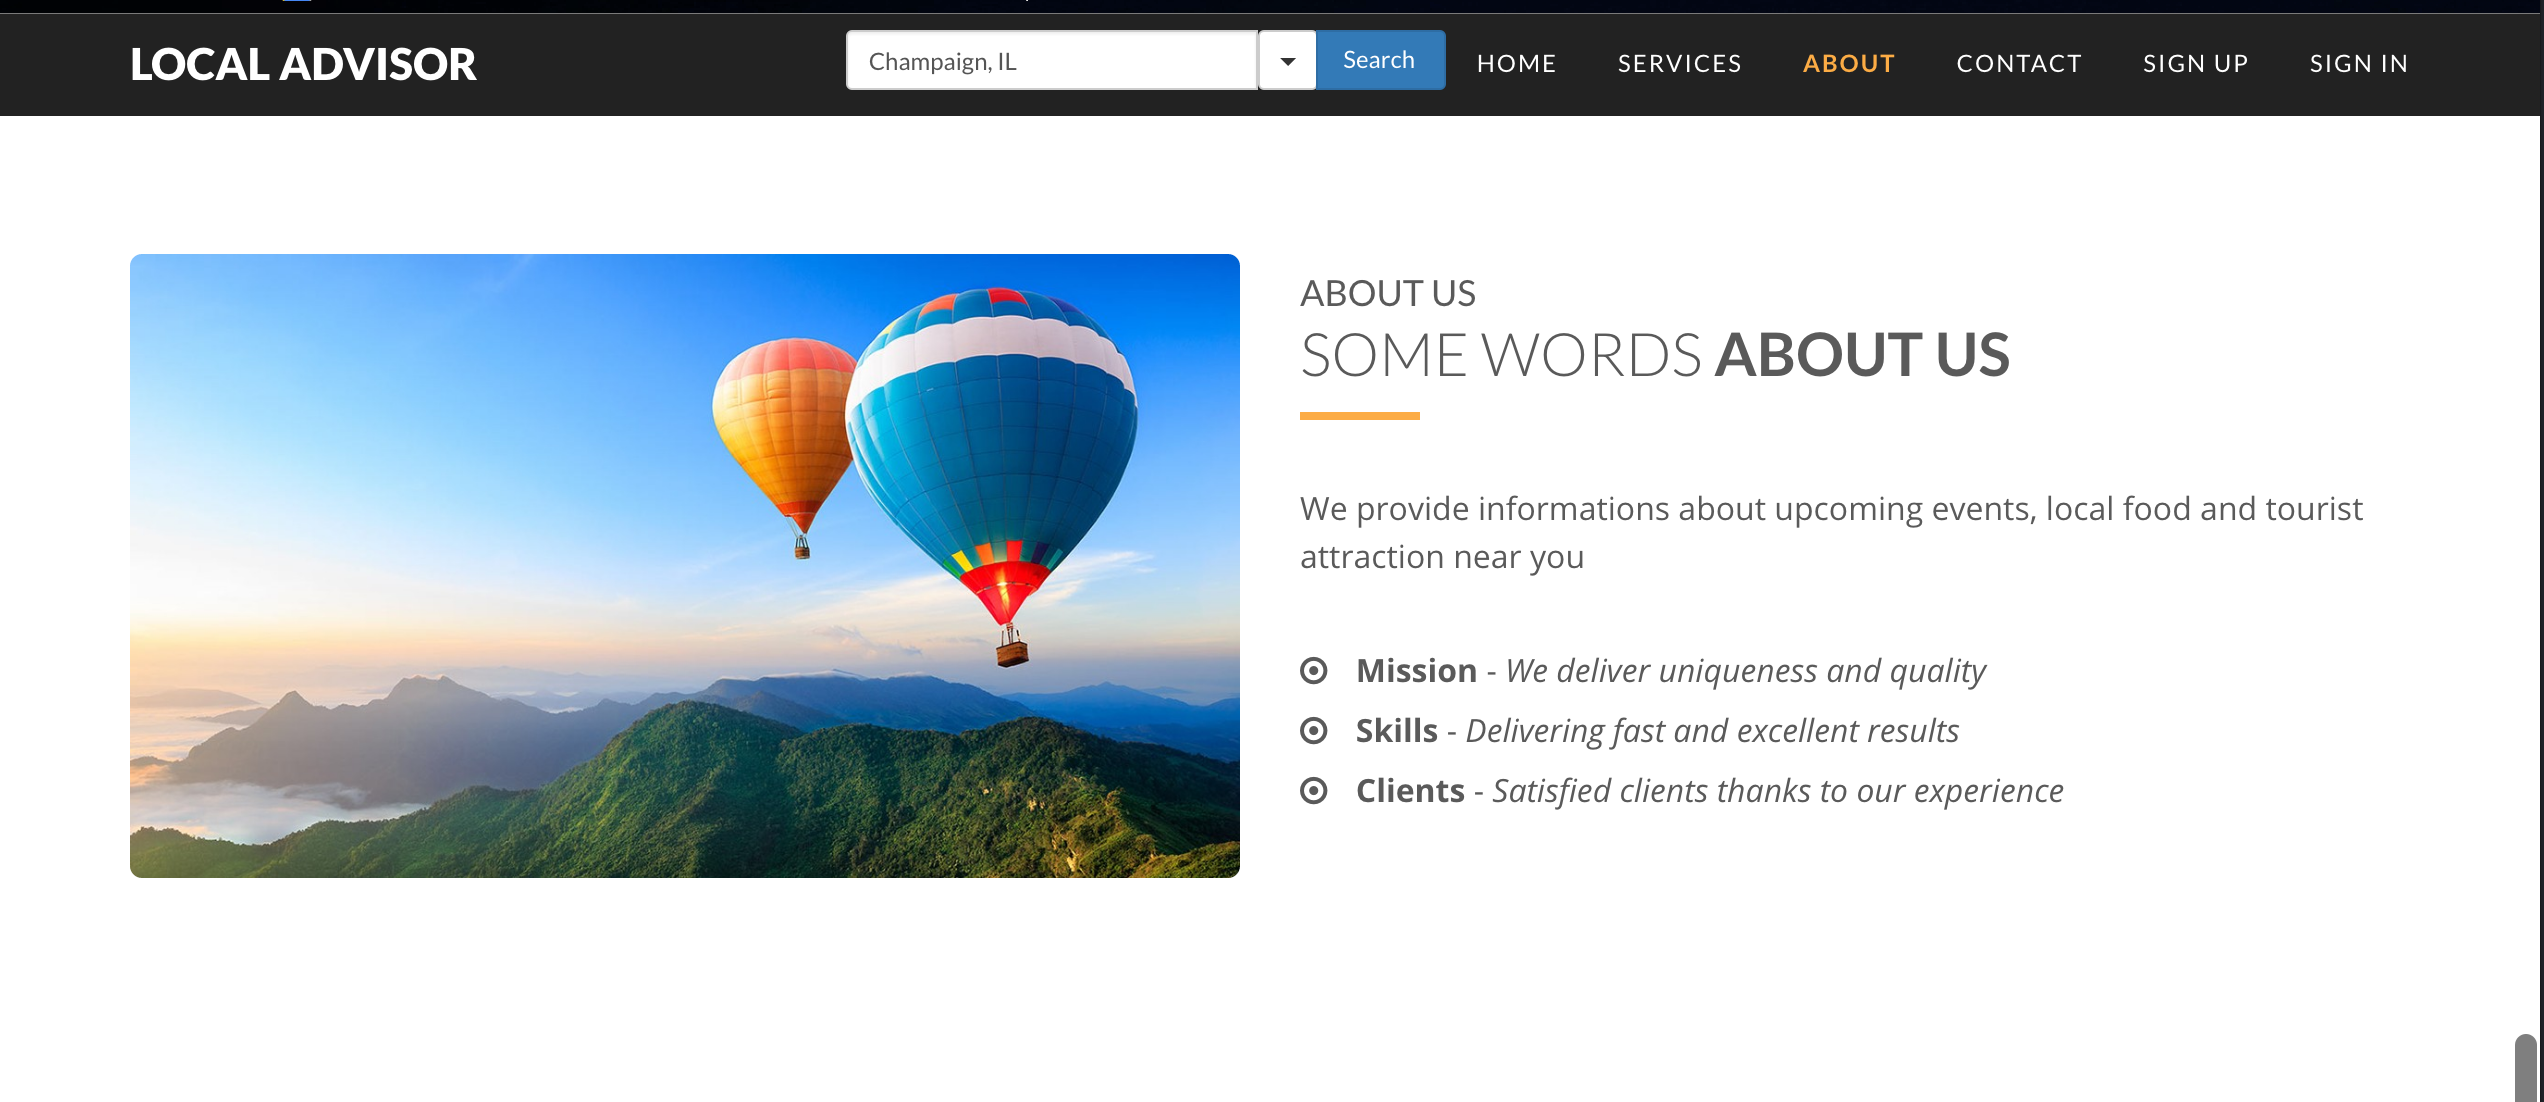 LOCAL ADVISOR
Champaign, IL
Search
HOME
SERVICES
ABOUT
CONTACT
SIGN UP
SIGN IN
ABOUT US
SOME WORDS ABOUT US
We provide informations about upcoming events, local food and tourist
attraction near you
Mission - We deliver uniqueness and quality
Skills - Delivering fast and excellent results
Clients - Satisfied clients thanks to our experience